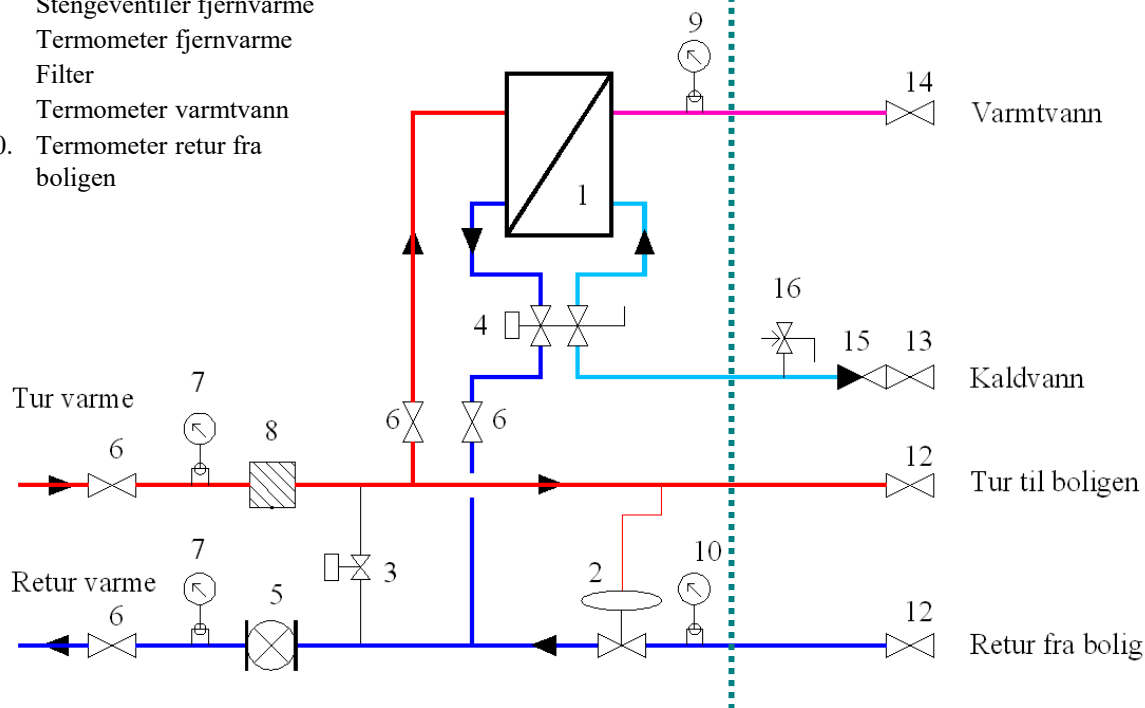 Stengeventiler fjernvarme
Termometer fjernvarme
Filter
Termometer varmtvann
0. Termometer retur fra
boligen
9
14
Varmtvann
1
16
4
15
13
Kaldvann
7
Tur varme
6
8
6
6
12
Tur til boligen
7
10
Retur varme
3
2
6
5
12
Retur fra bolig